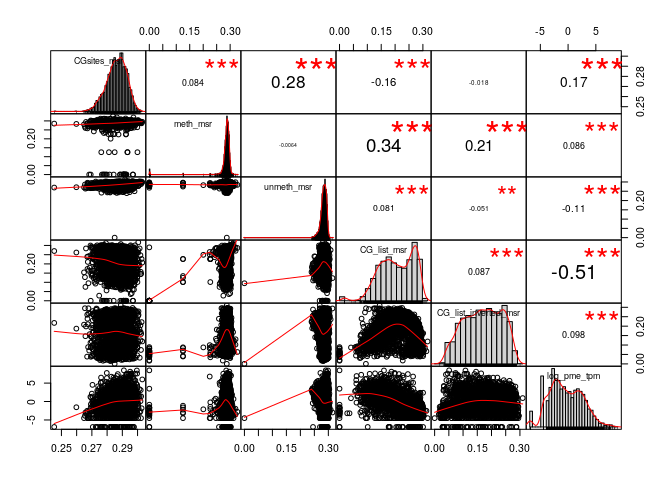 0.00 0.15 0.30 0.00 0.15 0.30 -5 0 5
CGsites_msr 0.084 *** 0.28 *** -0.16 *** -0.018 0.17 *** 0.25 0.28
0.00 0.20 meth_msr -0.0064 0.34 *** 0.21 *** 0.086 ***
unmeth_msr 0.081 *** -0.051 ** -0.11 *** 0.00 0.20
0.00 0.20 CG_list_msr 0.087 *** -0.51 ***
0.098 *** 0.00 0.20
-5 0 5
0.25 0.27 0.29 0.00 0.15 0.30 0.00 0.15 0.30